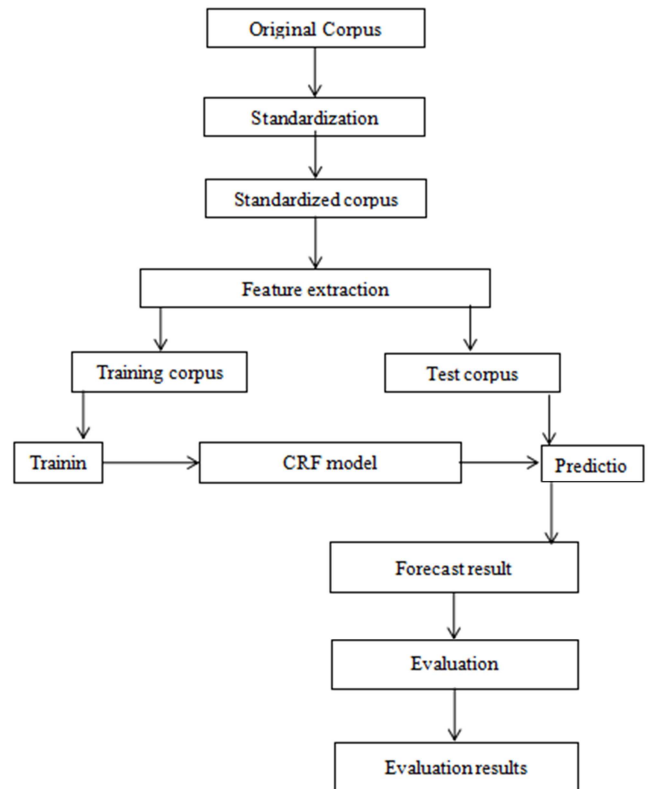 Original Corpus
Standardization
Standardized corpus
Feature extraction
Training corpus
Test corpus
Trainin
CRF model
Predictio
Forecast result
Evaluation
Evaluation results